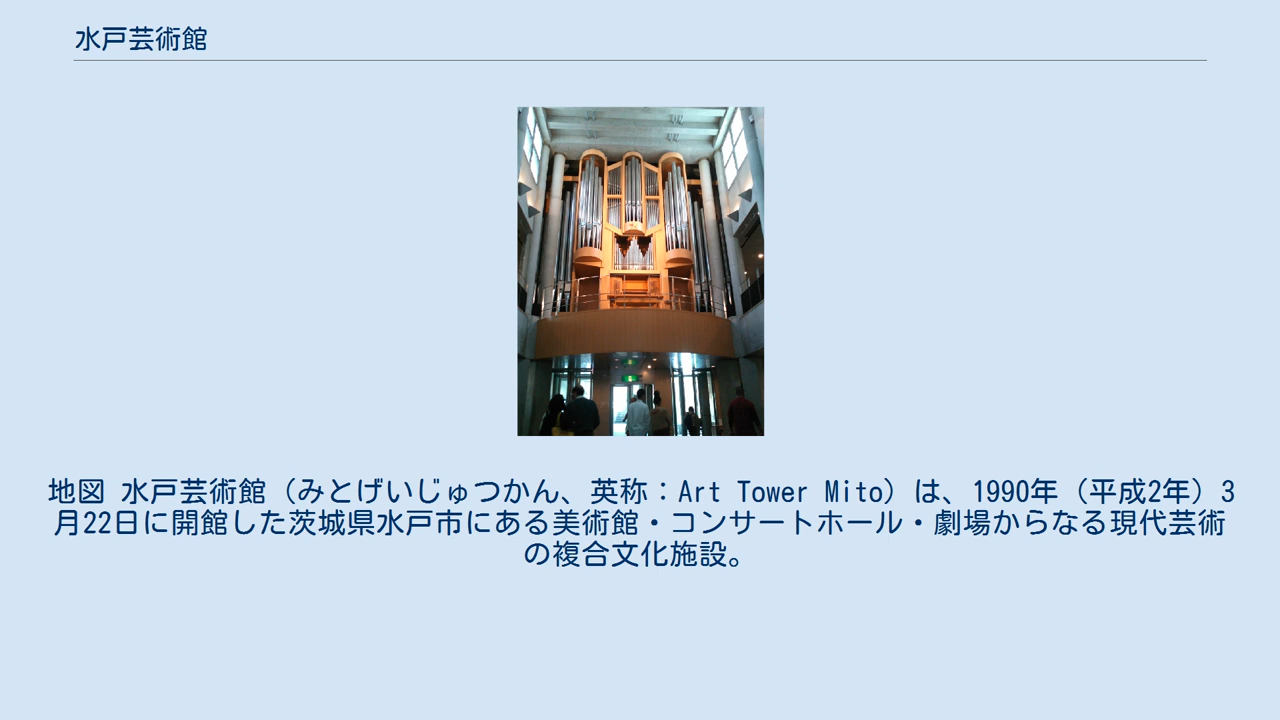 水戸芸術館
地図 水戸芸術館（みとげいじゅつかん、英称：Art Tower Mito）は、1990年（平成2年）3
月22日に開館した茨城県水戸市にある美術館・コンサートホール・劇場からなる現代芸術
の複合文化施設。